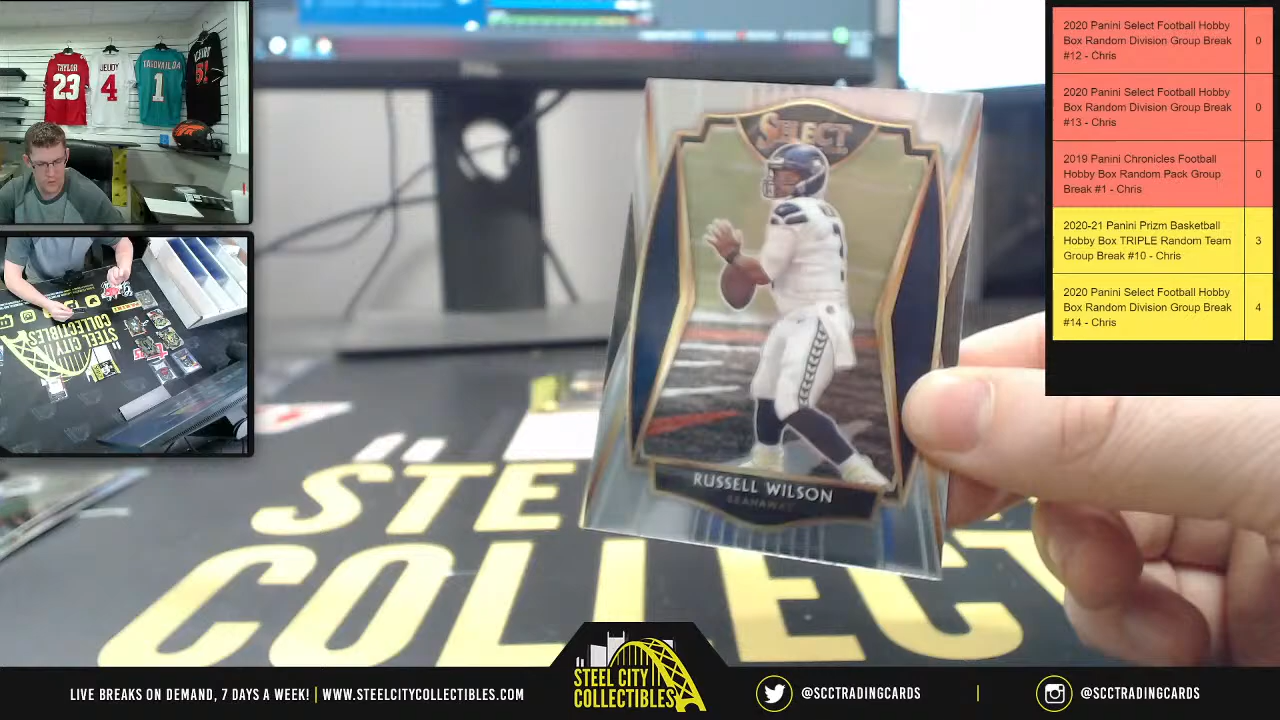 TAYLOR
23
JEUDY
4
TAGOVAILOA
1
51
SELECT
RUSSELL WILSON
SEAHAWKS
STEEL
COLLECT
COLLECTIBLES
2020 Panini Select Football Hobby
Box Random Division Group Break
#12 - Chris
0
2020 Panini Select Football Hobby
Box Random Division Group Break
#13 - Chris
0
2019 Panini Chronicles Football
Hobby Box Random Pack Group
Break #1 - Chris
0
2020-21 Panini Prizm Basketball
Hobby Box TRIPLE Random Team
Group Break #10 - Chris
3
2020 Panini Select Football Hobby
Box Random Division Group Break
#14 - Chris
4
LIVE BREAKS ON DEMAND, 7 DAYS A WEEK! | WWW.STEELCITYCOLLECTIBLES.COM
STEEL CITY
COLLECTIBLES
@SCCTRADINGCARDS
@SCCTRADINGCARDS